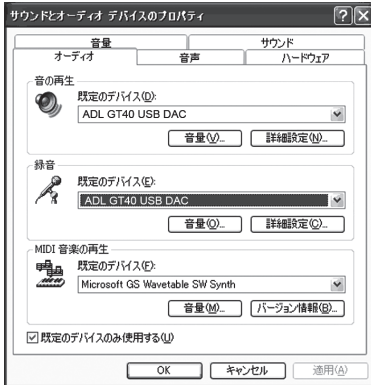 サウンドとオーディオ デバイスのプロパティ
音量 サウンド
オーディオ 音声 ハードウェア
音の再生
既定のデバイス(D):
ADL GT40 USB DAC
音量(V)... 詳細設定(N)...
録音
既定のデバイス(E):
ADL GT40 USB DAC
音量(O)... 詳細設定(C)...
MIDI 音楽の再生
既定のデバイス(F):
Microsoft GS Wavetable SW Synth
音量(M)... バージョン情報(B)...
既定のデバイスのみ使用する(U)
OK キャンセル 適用(A)